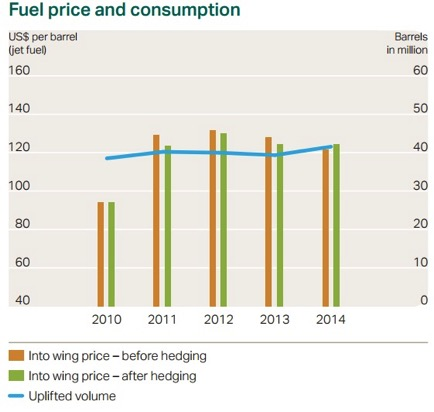 Fuel price and consumption
US$ per barrel
(jet fuel)
Barrels
in million
160 60
140 50
120 40
100 30
80 20
60 10
40 0
2010 2011 2012 2013 2014
Into wing price – before hedging
Into wing price – after hedging
Uplifted volume